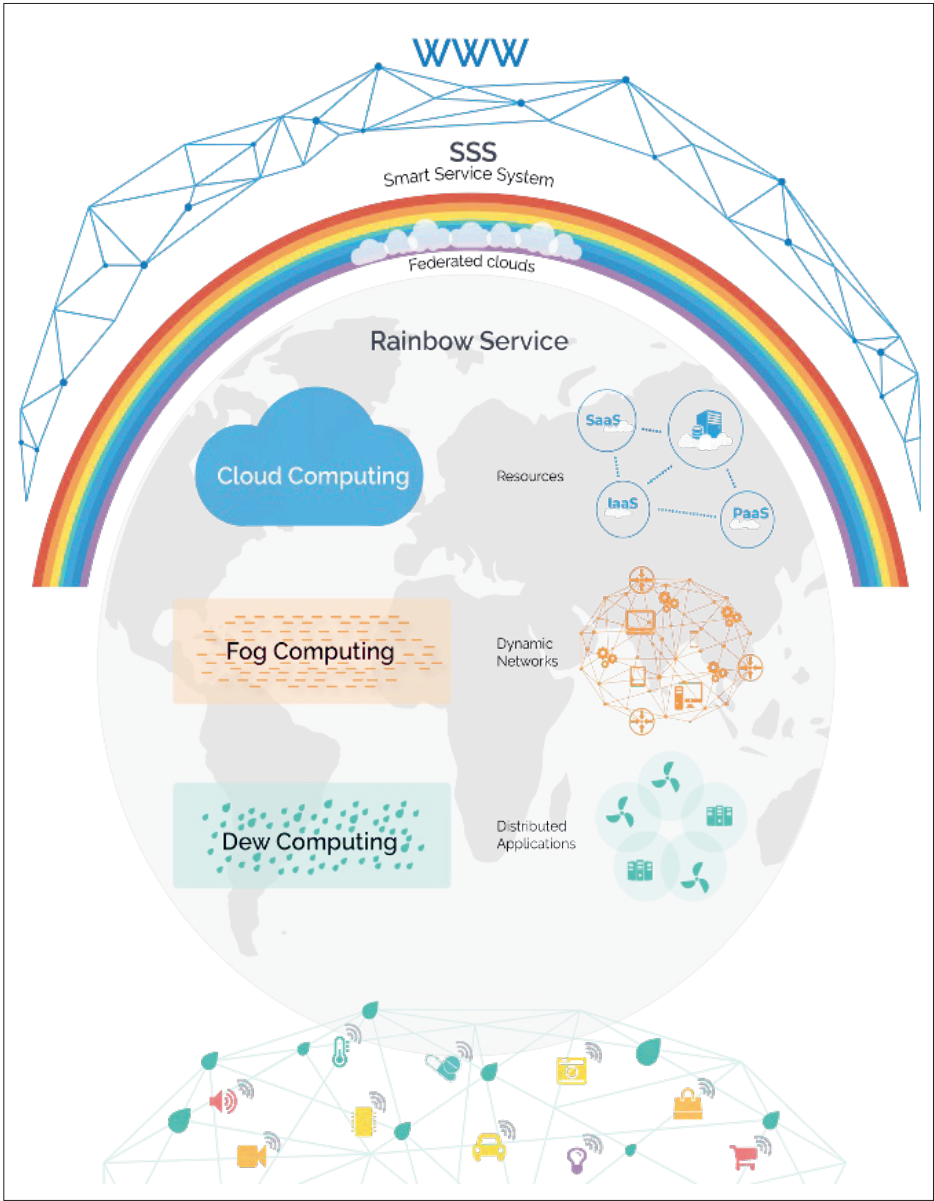 WWW
SSS
Smart Service System
Federated clouds
Rainbow Service
Cloud Computing
Resources
SaaS
IaaS
PaaS
Fog Computing
Dynamic
Networks
Dew Computing
Distributed
Applications